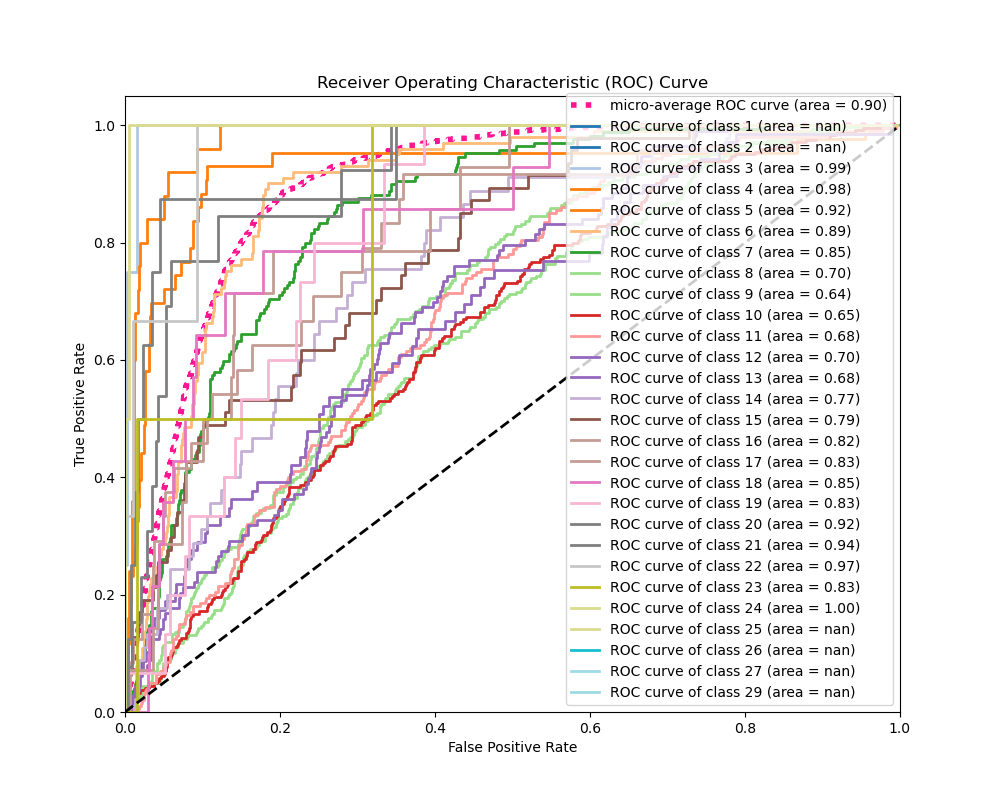 Receiver Operating Characteristic (ROC) Curve
True Positive Rate
1.0
0.8
0.6
0.4
0.2
0.0
micro-average ROC curve (area = 0.90)
ROC curve of class 1 (area = nan)
ROC curve of class 2 (area = nan)
ROC curve of class 3 (area = 0.99)
ROC curve of class 4 (area = 0.98)
ROC curve of class 5 (area = 0.92)
ROC curve of class 6 (area = 0.89)
ROC curve of class 7 (area = 0.85)
ROC curve of class 8 (area = 0.70)
ROC curve of class 9 (area = 0.64)
ROC curve of class 10 (area = 0.65)
ROC curve of class 11 (area = 0.68)
ROC curve of class 12 (area = 0.70)
ROC curve of class 13 (area = 0.68)
ROC curve of class 14 (area = 0.77)
ROC curve of class 15 (area = 0.79)
ROC curve of class 16 (area = 0.82)
ROC curve of class 17 (area = 0.83)
ROC curve of class 18 (area = 0.85)
ROC curve of class 19 (area = 0.83)
ROC curve of class 20 (area = 0.92)
ROC curve of class 21 (area = 0.94)
ROC curve of class 22 (area = 0.97)
ROC curve of class 23 (area = 0.83)
ROC curve of class 24 (area = 1.00)
ROC curve of class 25 (area = nan)
ROC curve of class 26 (area = nan)
ROC curve of class 27 (area = nan)
ROC curve of class 29 (area = nan)
0.0 0.2 0.4 0.6 0.8 1.0
False Positive Rate